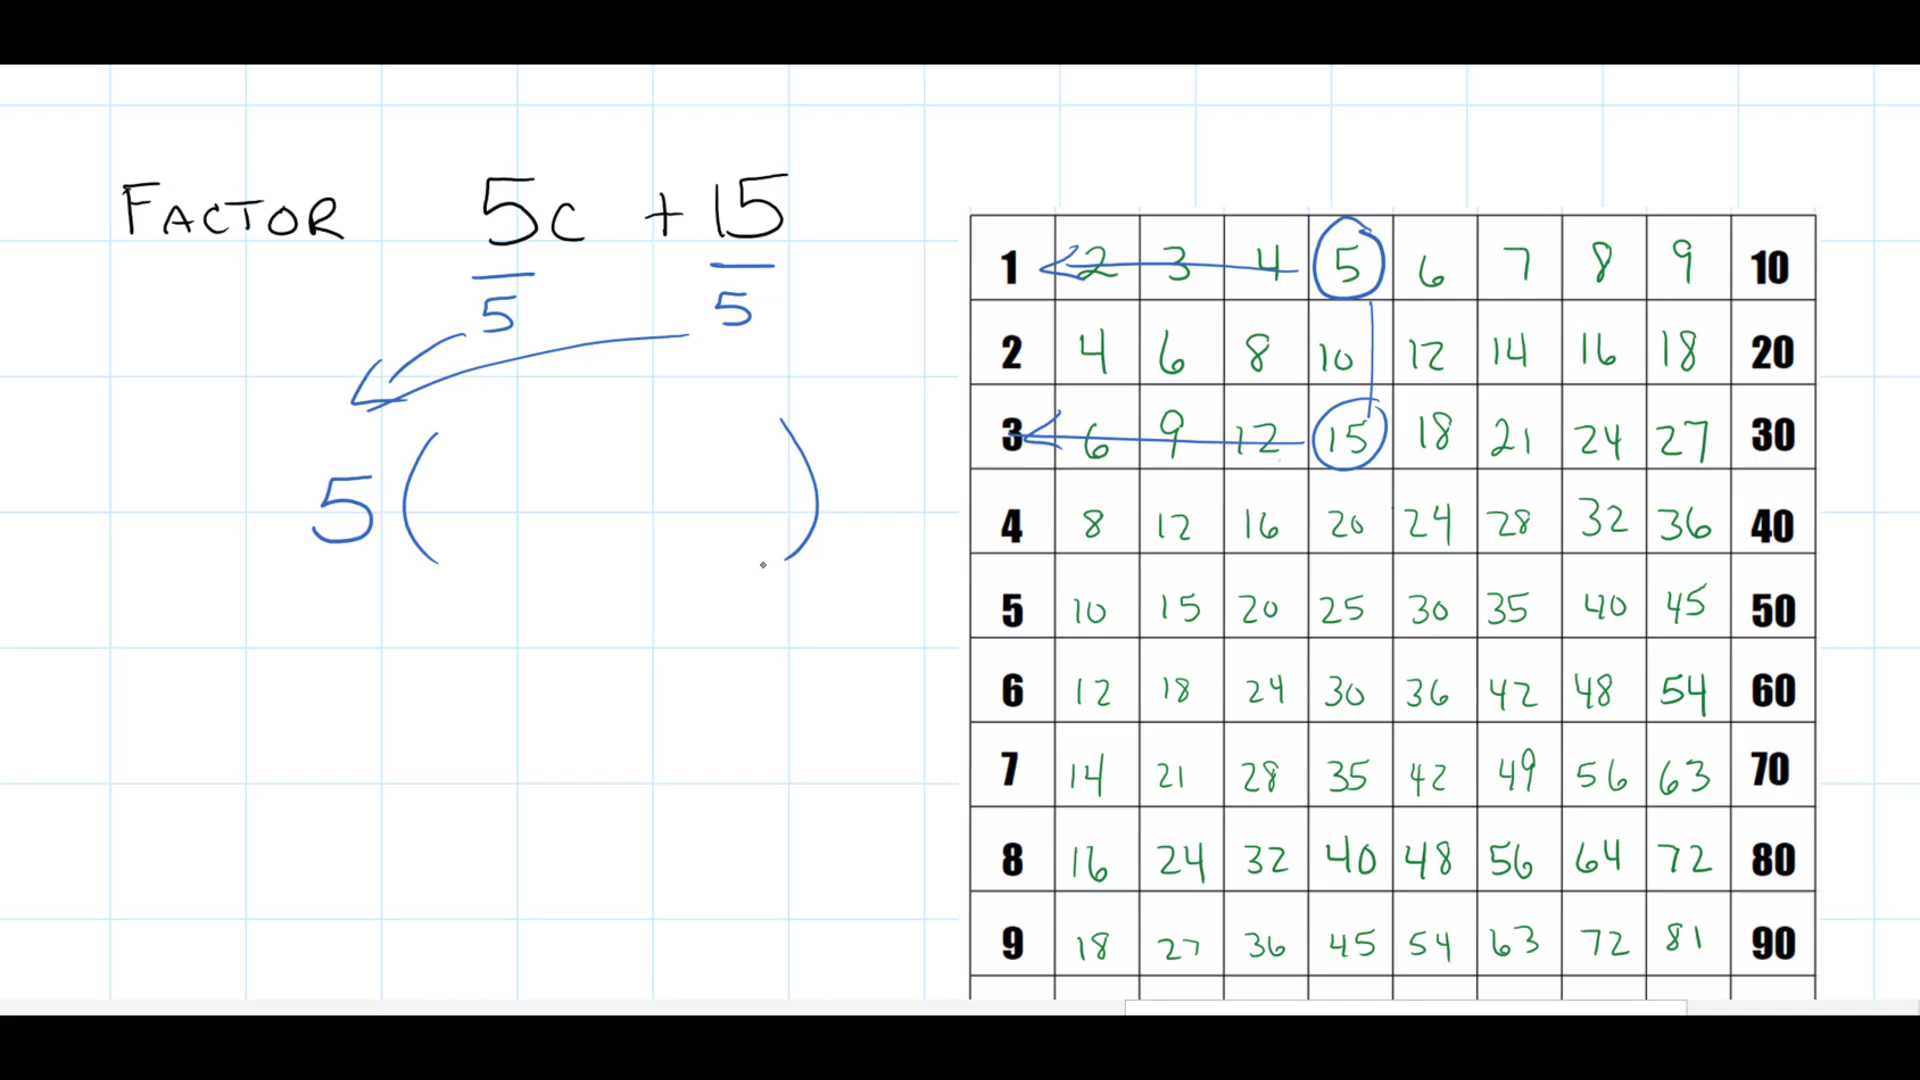 FACTOR 5c + 15
5 5
5( )
1 2 3 4 5 6 7 8 9 10
2 4 6 8 10 12 14 16 18 20
3 6 9 12 15 18 21 24 27 30
4 8 12 16 20 24 28 32 36 40
5 10 15 20 25 30 35 40 45 50
6 12 18 24 30 36 42 48 54 60
7 14 21 28 35 42 49 56 63 70
8 16 24 32 40 48 56 64 72 80
9 18 27 36 45 54 63 72 81 90